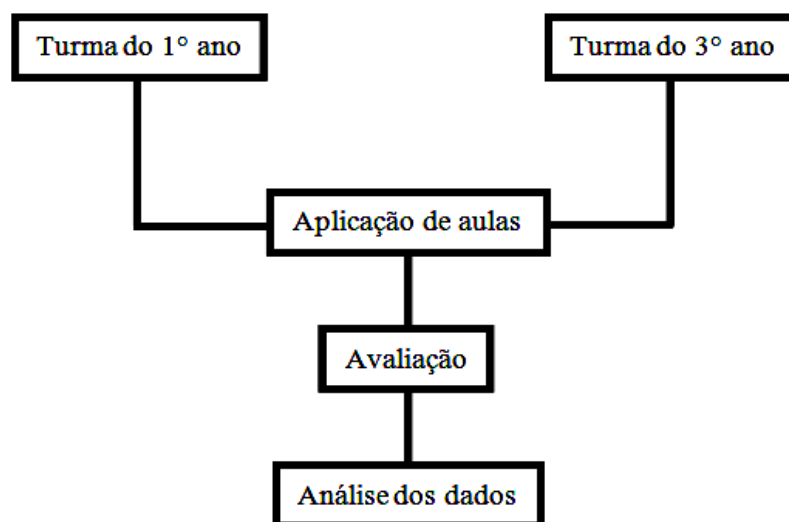 Turma do 1° ano
Turma do 3° ano
Aplicação de aulas
Avaliação
Análise dos dados